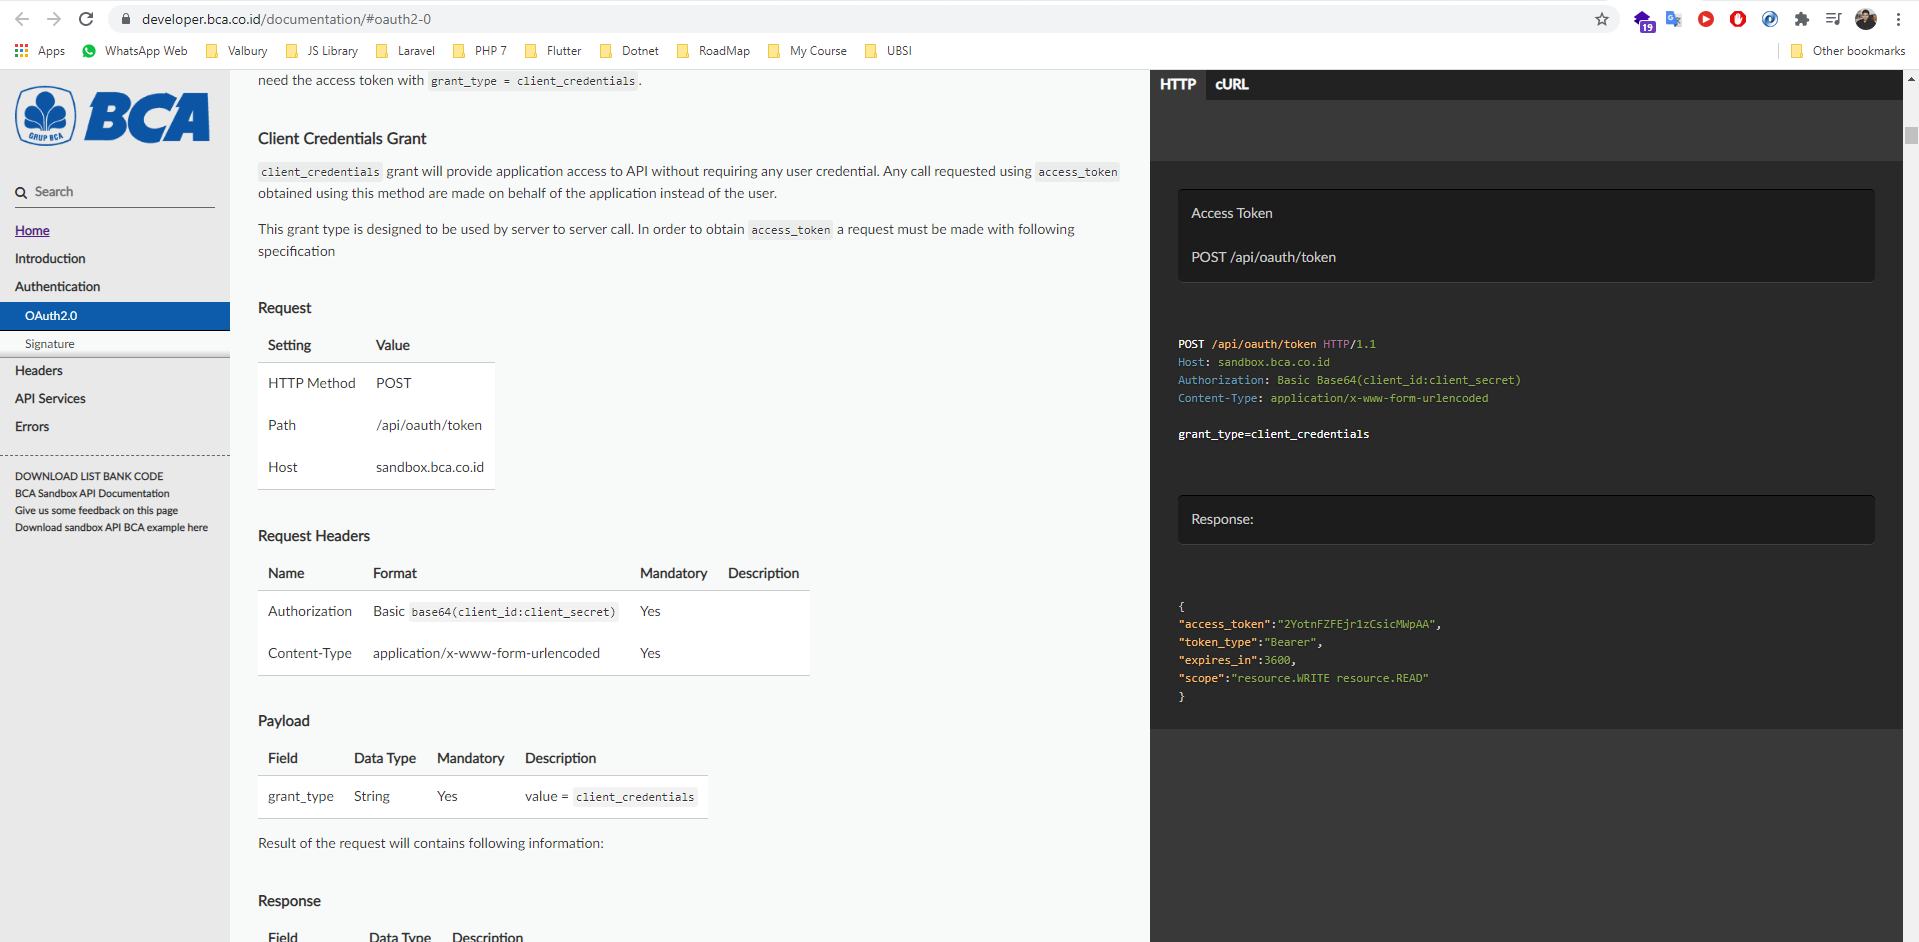 developer.bca.co.id/documentation/#oauth2-0
19
Apps WhatsApp Web Valbury JS Library Laravel PHP 7 Flutter Dotnet RoadMap My Course UBSI Other bookmarks
GRUP BCA
BCA
Search
Home
Introduction
Authentication
OAuth2.0
Signature
Headers
API Services
Errors
DOWNLOAD LIST BANK CODE
BCA Sandbox API Documentation
Give us some feedback on this page
Download sandbox API BCA example here
need the access token with grant_type = client_credentials.
Client Credentials Grant
client_credentials grant will provide application access to API without requiring any user credential. Any call requested using access_token
obtained using this method are made on behalf of the application instead of the user.
This grant type is designed to be used by server to server call. In order to obtain access_token a request must be made with following
specification
Request
Setting Value
HTTP Method POST
Path /api/oauth/token
Host sandbox.bca.co.id
Request Headers
Name Format Mandatory Description
Authorization Basic base64(client_id:client_secret) Yes
Content-Type application/x-www-form-urlencoded Yes
Payload
Field Data Type Mandatory Description
grant_type String Yes value = client_credentials
Result of the request will contains following information:
Response
Field Data Type Description
HTTP cURL
Access Token
POST /api/oauth/token
POST /api/oauth/token HTTP/1.1
Host: sandbox.bca.co.id
Authorization: Basic Base64(client_id:client_secret)
Content-Type: application/x-www-form-urlencoded
grant_type=client_credentials
Response:
{
"access_token":"2YotnFZFEjr1zCsicMWpAA",
"token_type":"Bearer",
"expires_in":3600,
"scope":"resource.WRITE resource.READ"
}